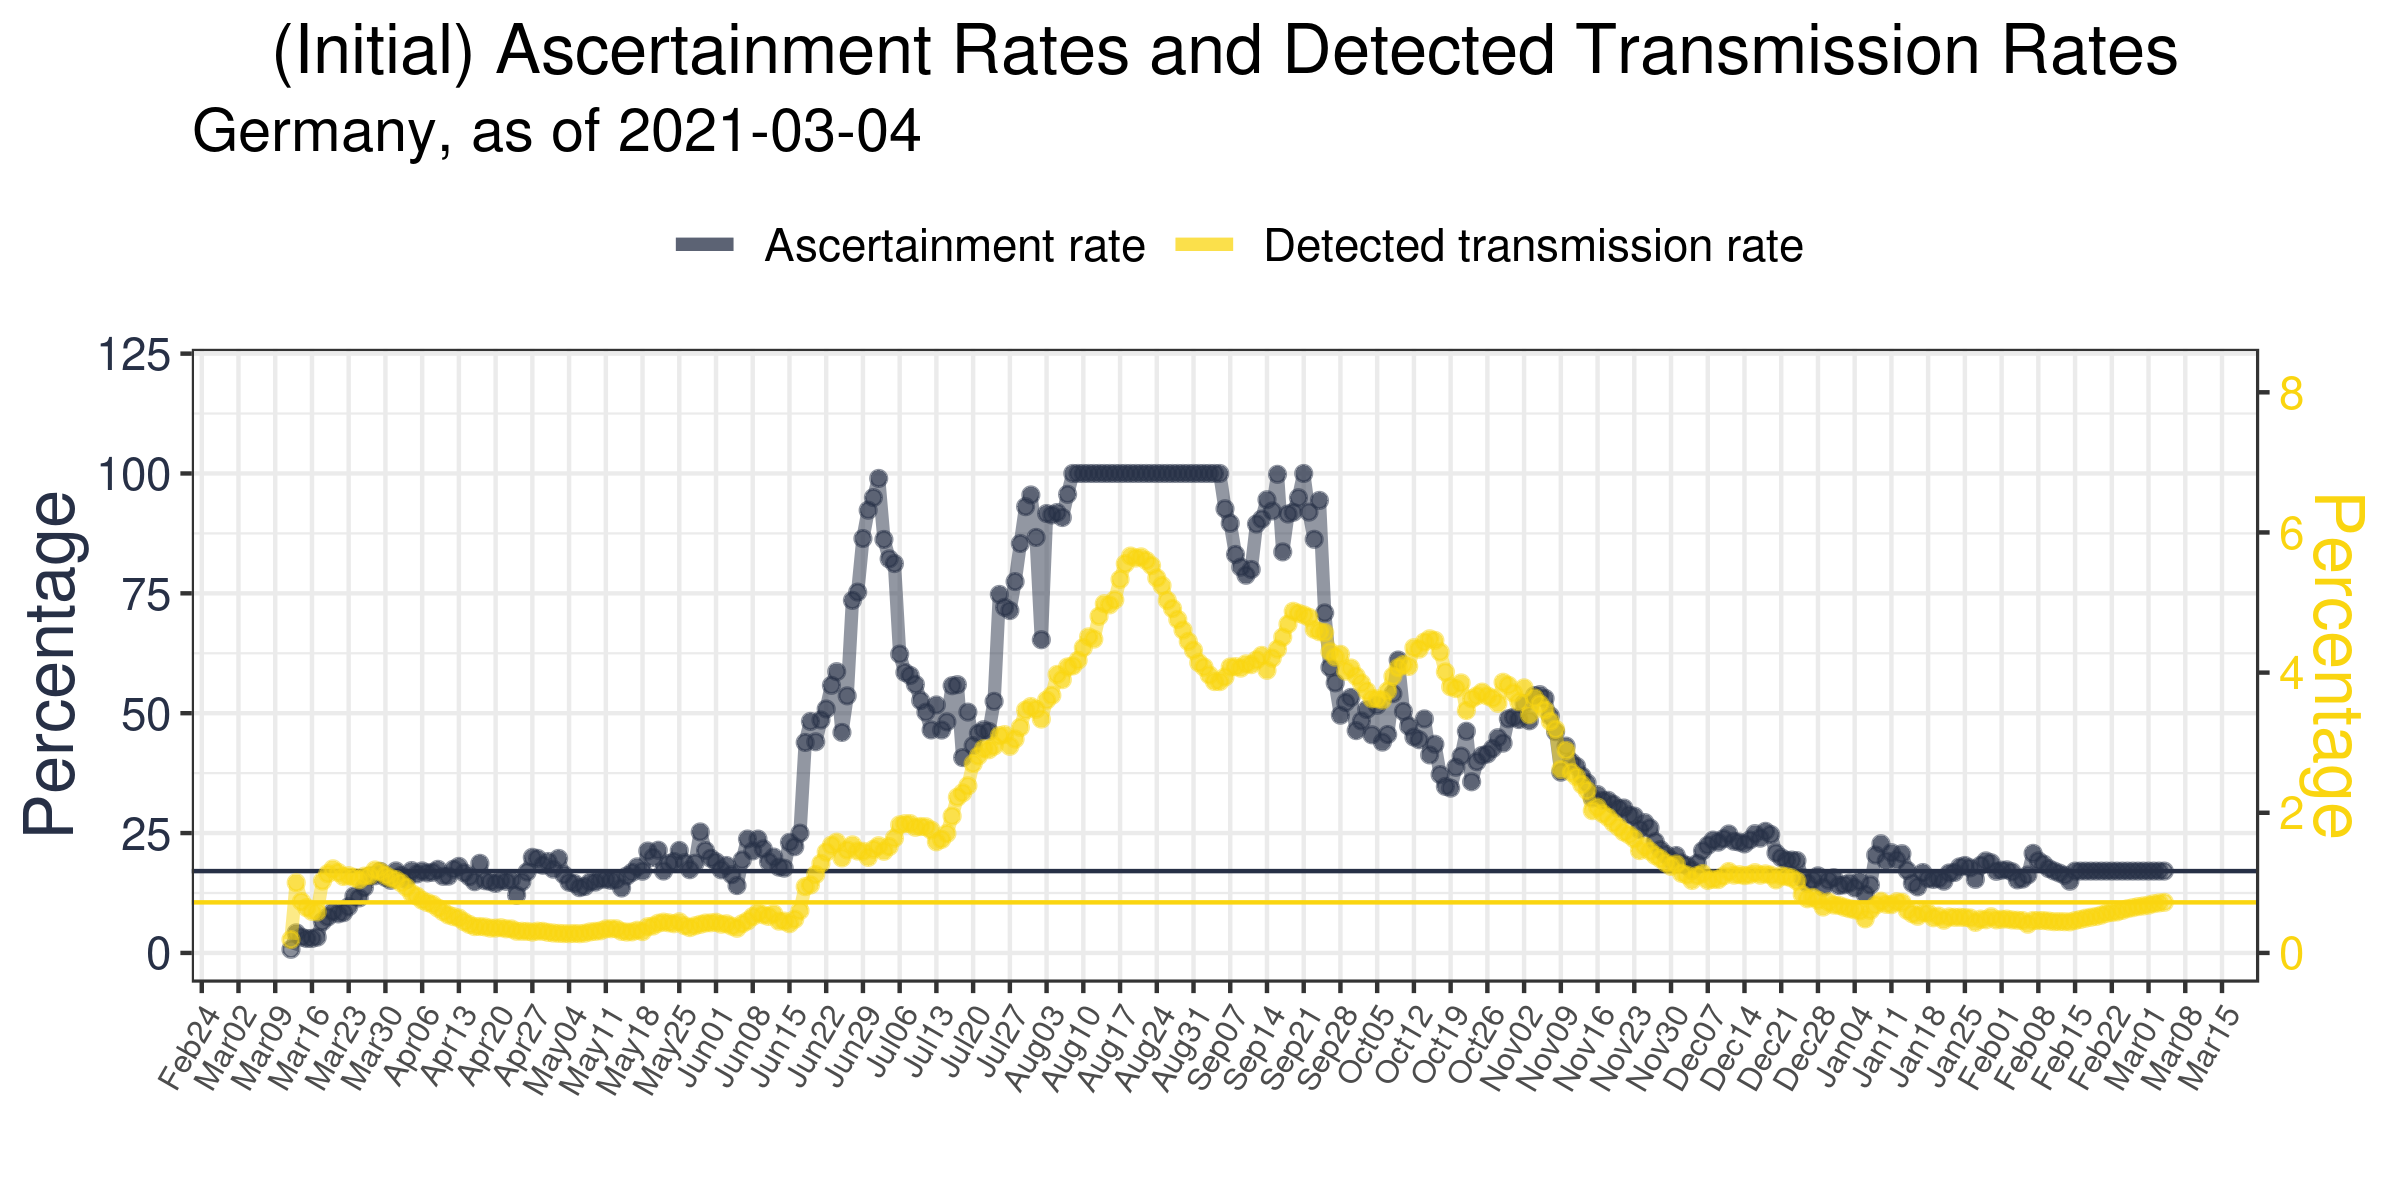 (Initial) Ascertainment Rates and Detected Transmission Rates
Germany, as of 2021-03-04
Ascertainment rate Detected transmission rate
Percentage
125
100
75
50
25
0
8
6
4
2
0
Percentage
Feb24 Mar02 Mar09 Mar16 Mar23 Mar30 Apr06 Apr13 Apr20 Apr27 May04 May11 May18 May25 Jun01 Jun08 Jun15 Jun22 Jun29 Jul06 Jul13 Jul20 Jul27 Aug03 Aug10 Aug17 Aug24 Aug31 Sep07 Sep14 Sep21 Sep28 Oct05 Oct12 Oct19 Oct26 Nov02 Nov09 Nov16 Nov23 Nov30 Dec07 Dec14 Dec21 Dec28 Jan04 Jan11 Jan18 Jan25 Feb01 Feb08 Feb15 Feb22 Mar01 Mar08 Mar15